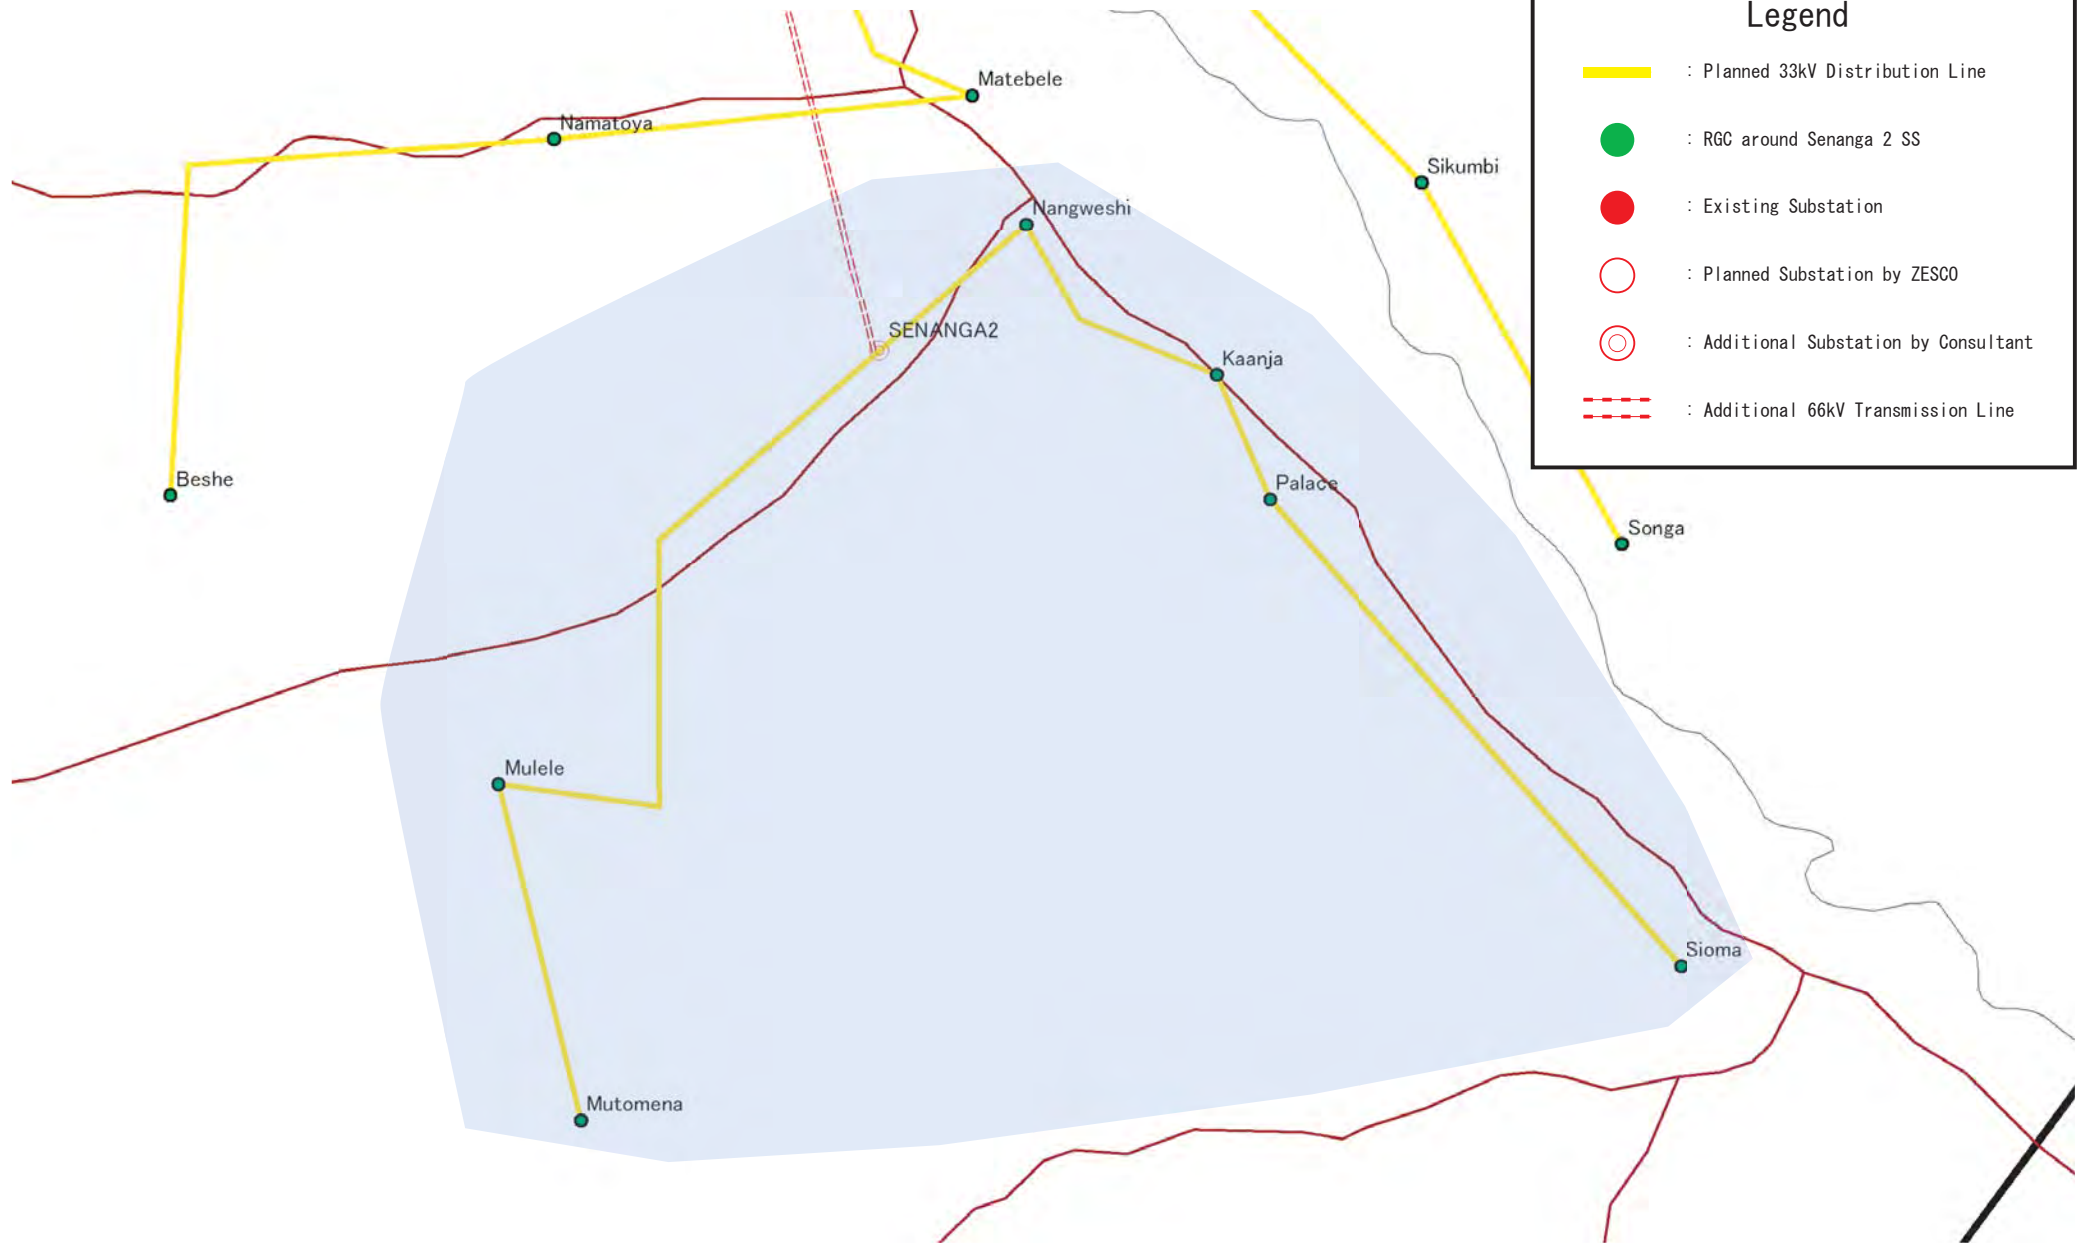 Legend
: Planned 33kV Distribution Line
: RGC around Senanga 2 SS
: Existing Substation
: Planned Substation by ZESCO
: Additional Substation by Consultant
: Additional 66kV Transmission Line
Matebele
Namatoya
Sikumbi
Nangweshi
SENANGA2
Kaanja
Beshe
Palace
Songa
Mulele
Sioma
Mutomena